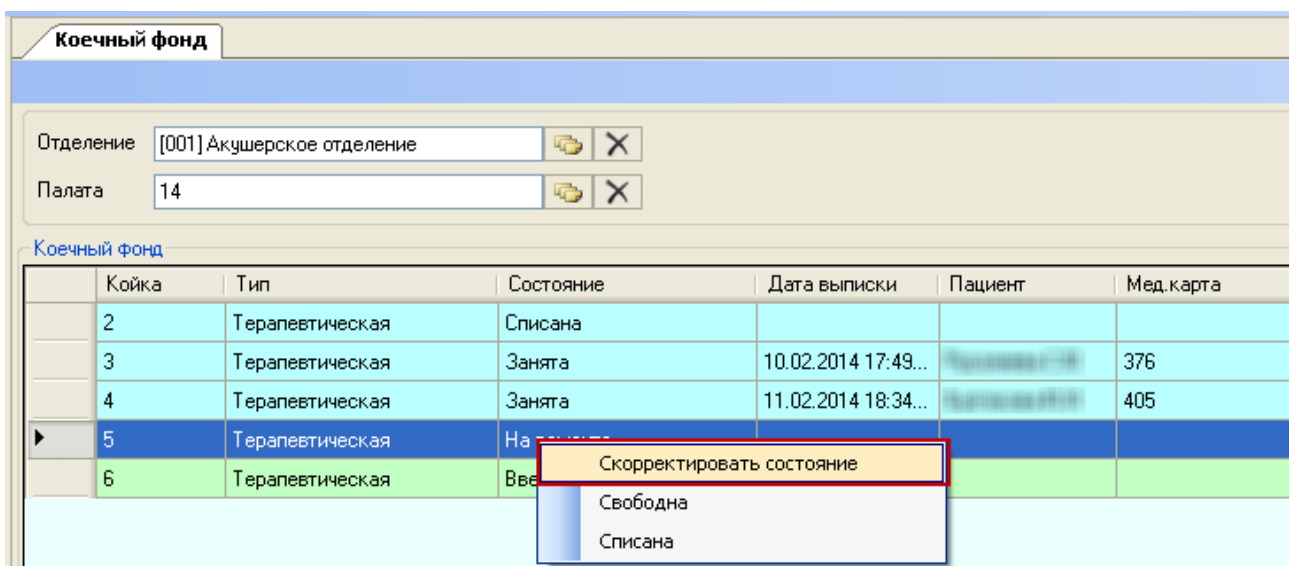 Коечный фонд
Отделение [001] Акушерское отделение
Палата 14
Коечный фонд
Койка Тип Состояние Дата выписки Пациент Мед.карта
2 Терапевтическая Списана
3 Терапевтическая Занята 10.02.2014 17:49... 376
4 Терапевтическая Занята 11.02.2014 18:34... 405
5 Терапевтическая На
Скорректировать состояние
6 Терапевтическая Вве
Свободна
Списана